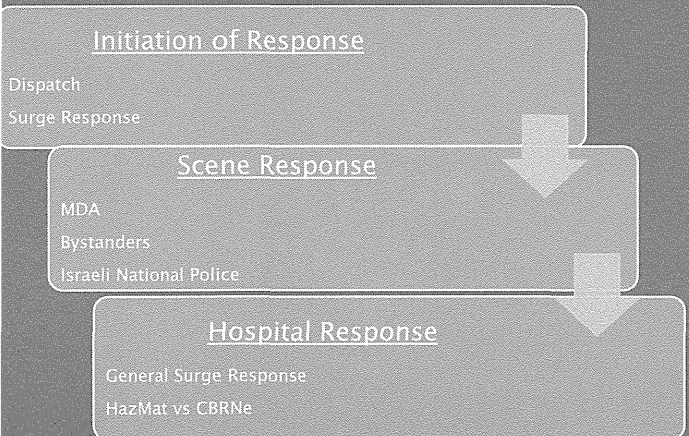 Initiation of Response
Dispatch
Surge Response
Scene Response
MDA
Bystanders
Israeli National Police
Hospital Response
General Surge Response
HazMat vs CBRNe